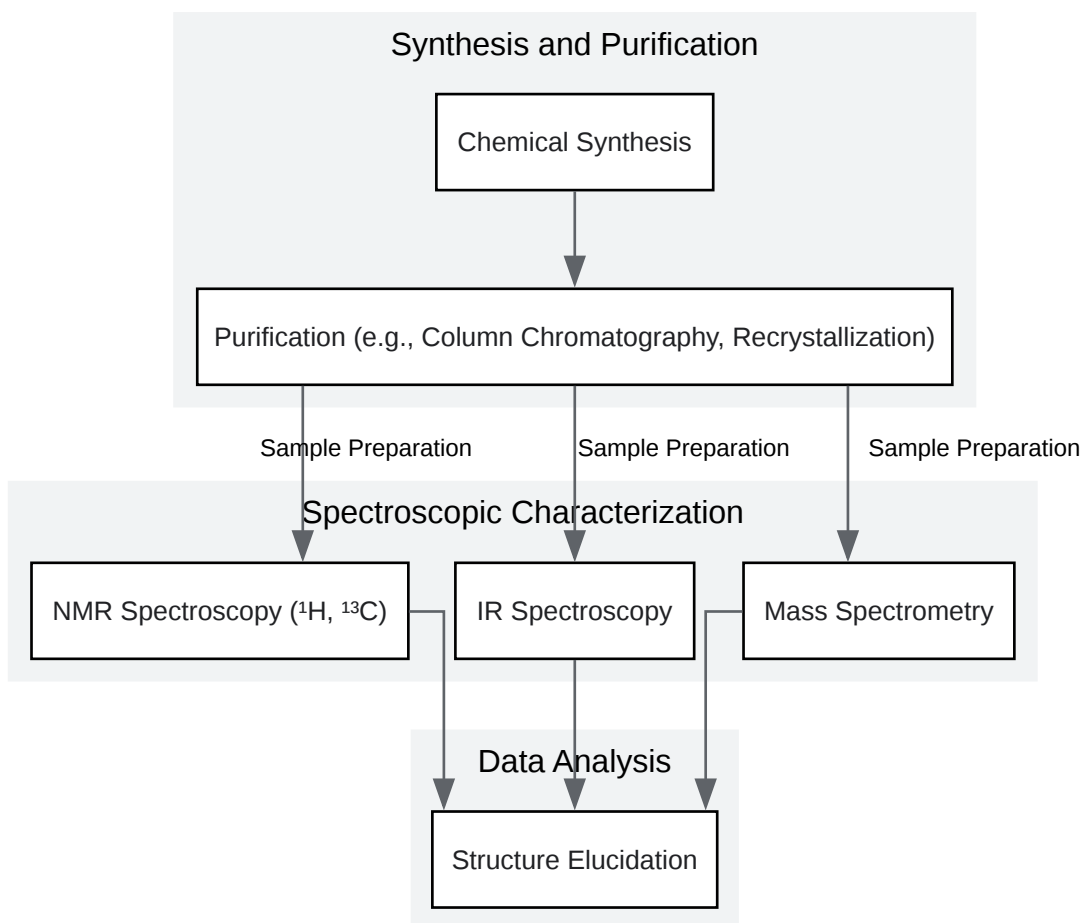 Synthesis and Purification
Chemical Synthesis
Purification (e.g., Column Chromatography, Recrystallization)
Sample Preparation
Sample Preparation
Sample Preparation
Spectroscopic Characterization
NMR Spectroscopy (¹H, ¹³C)
IR Spectroscopy
Mass Spectrometry
Data Analysis
Structure Elucidation